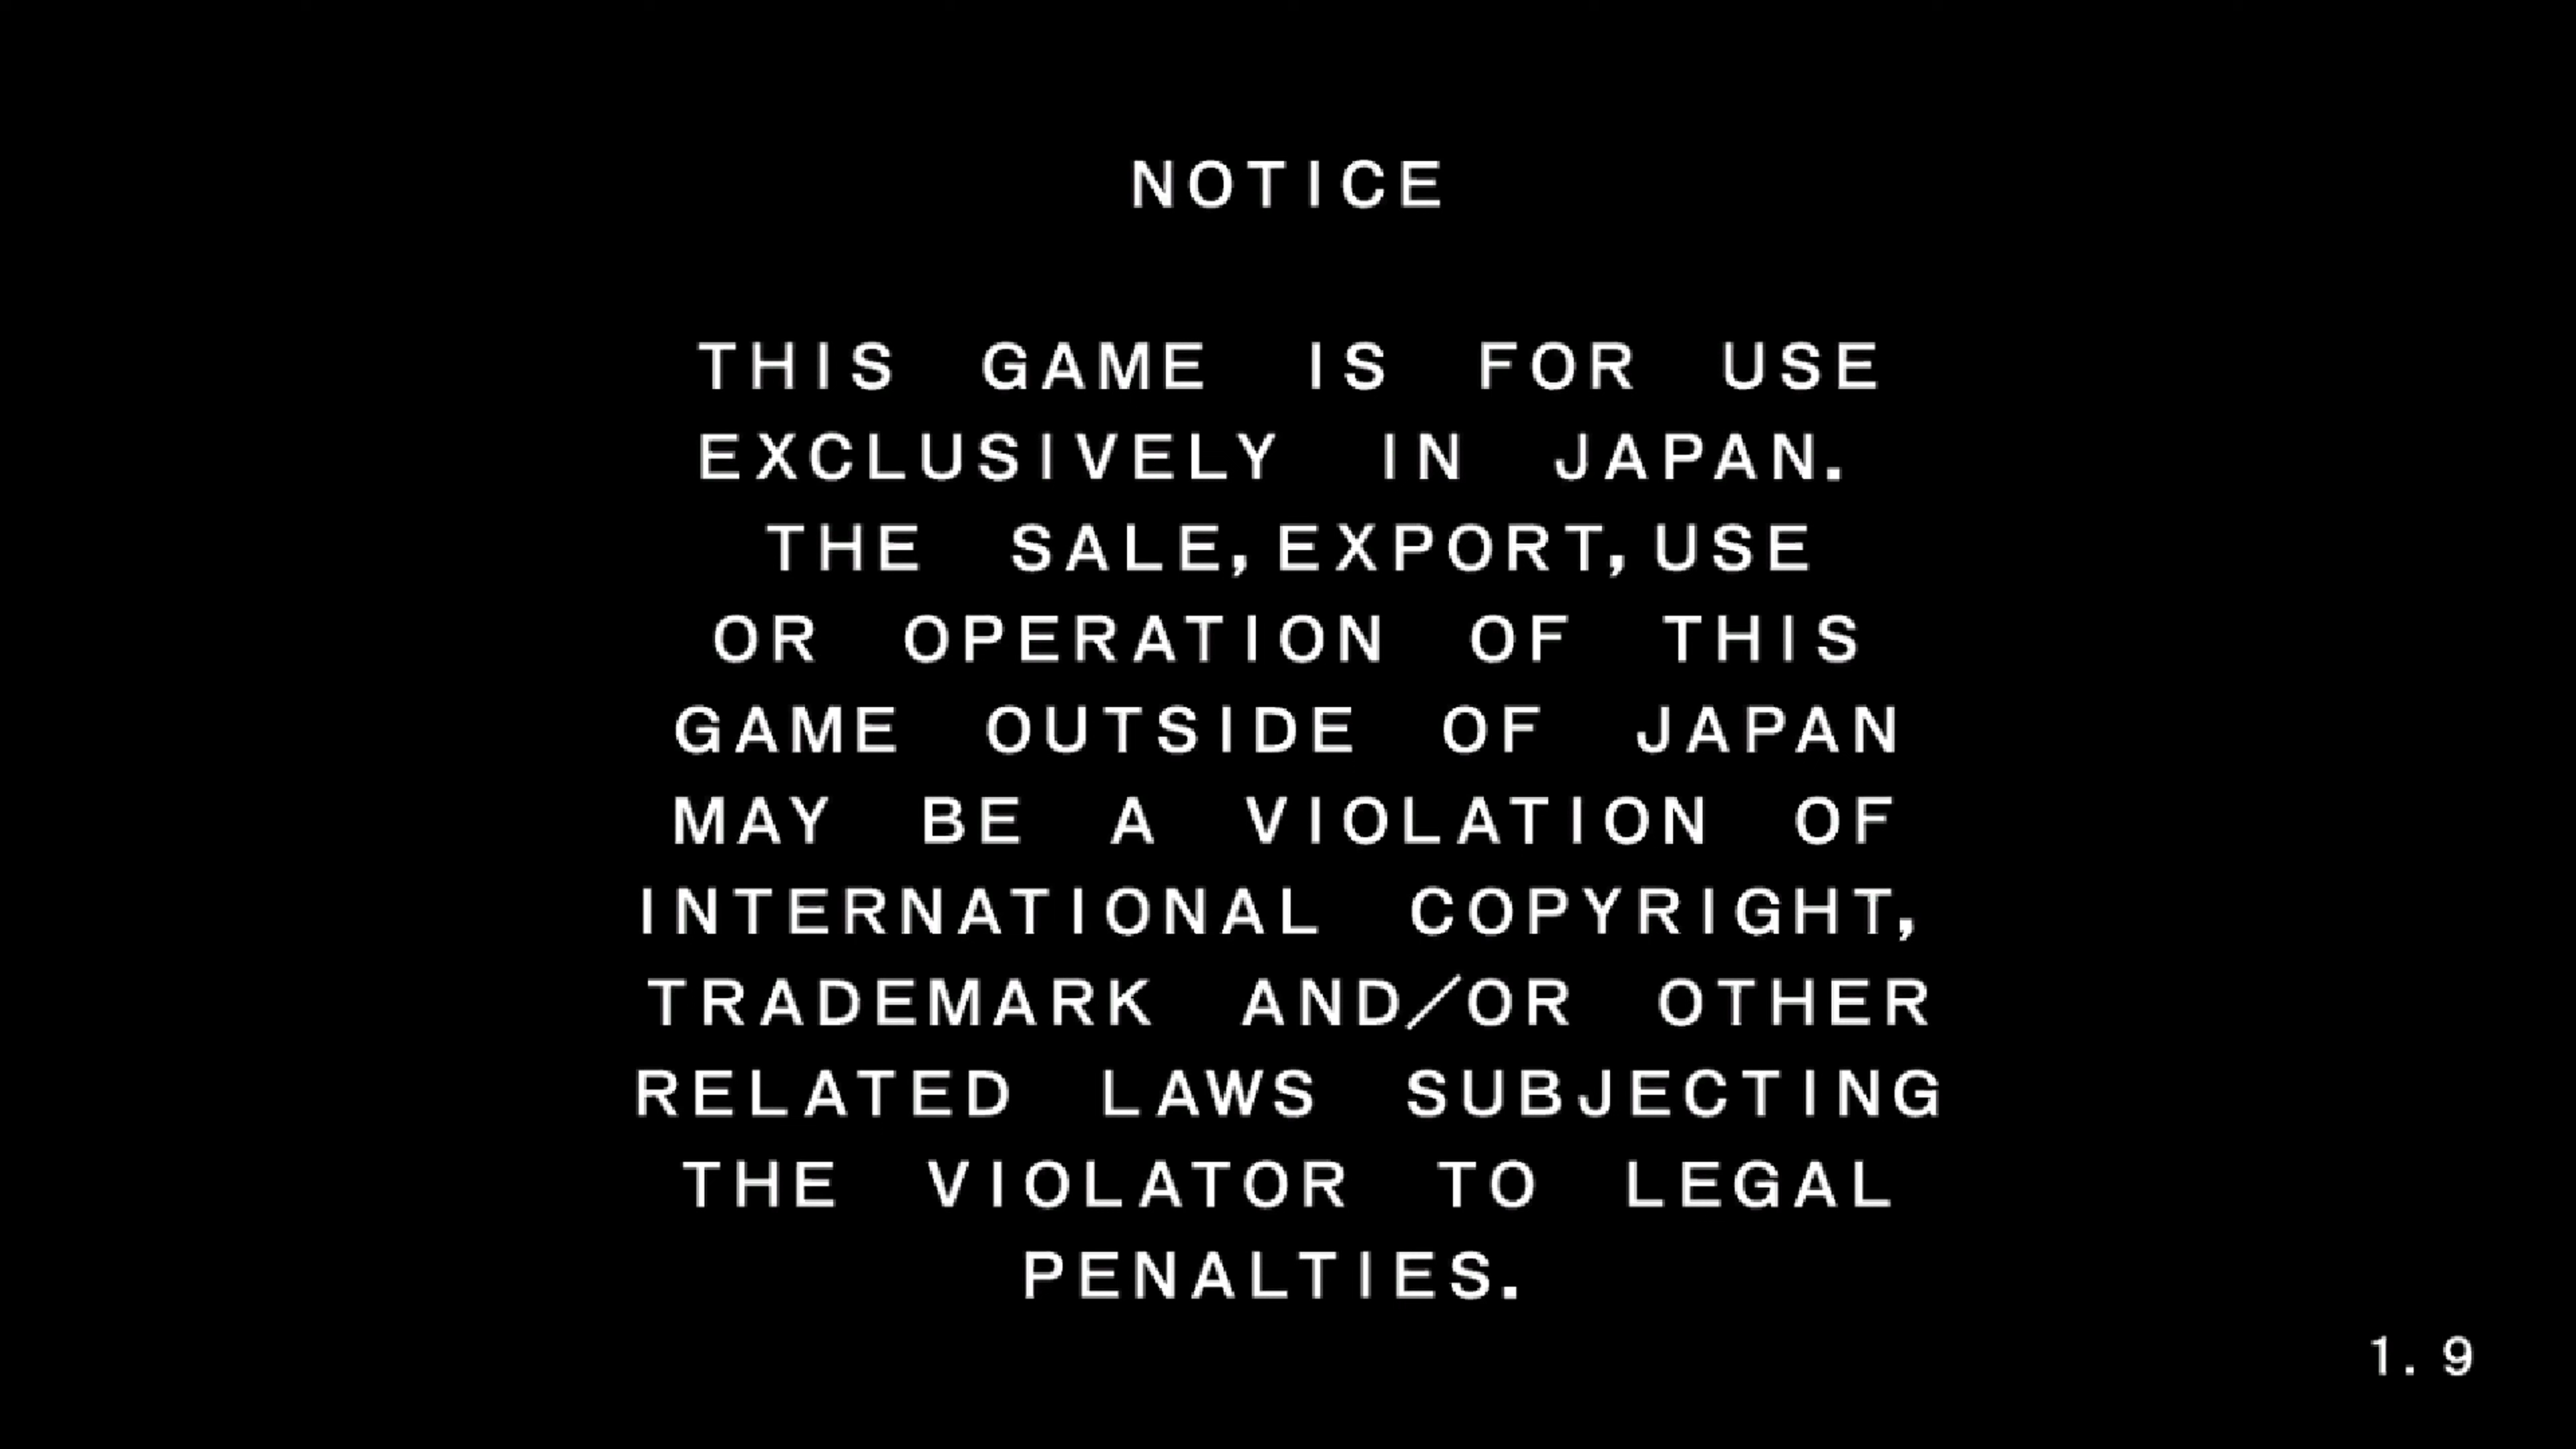 NOTICE
THIS GAME IS FOR USE
EXCLUSIVELY IN JAPAN.
THE SALE,EXPORT,USE
OR OPERATION OF THIS
GAME OUTSIDE OF JAPAN
MAY BE A VIOLATION OF
INTERNATIONAL COPYRIGHT,
TRADEMARK AND/OR OTHER
RELATED LAWS SUBJECTING
THE VIOLATOR TO LEGAL
PENALTIES.
1.9